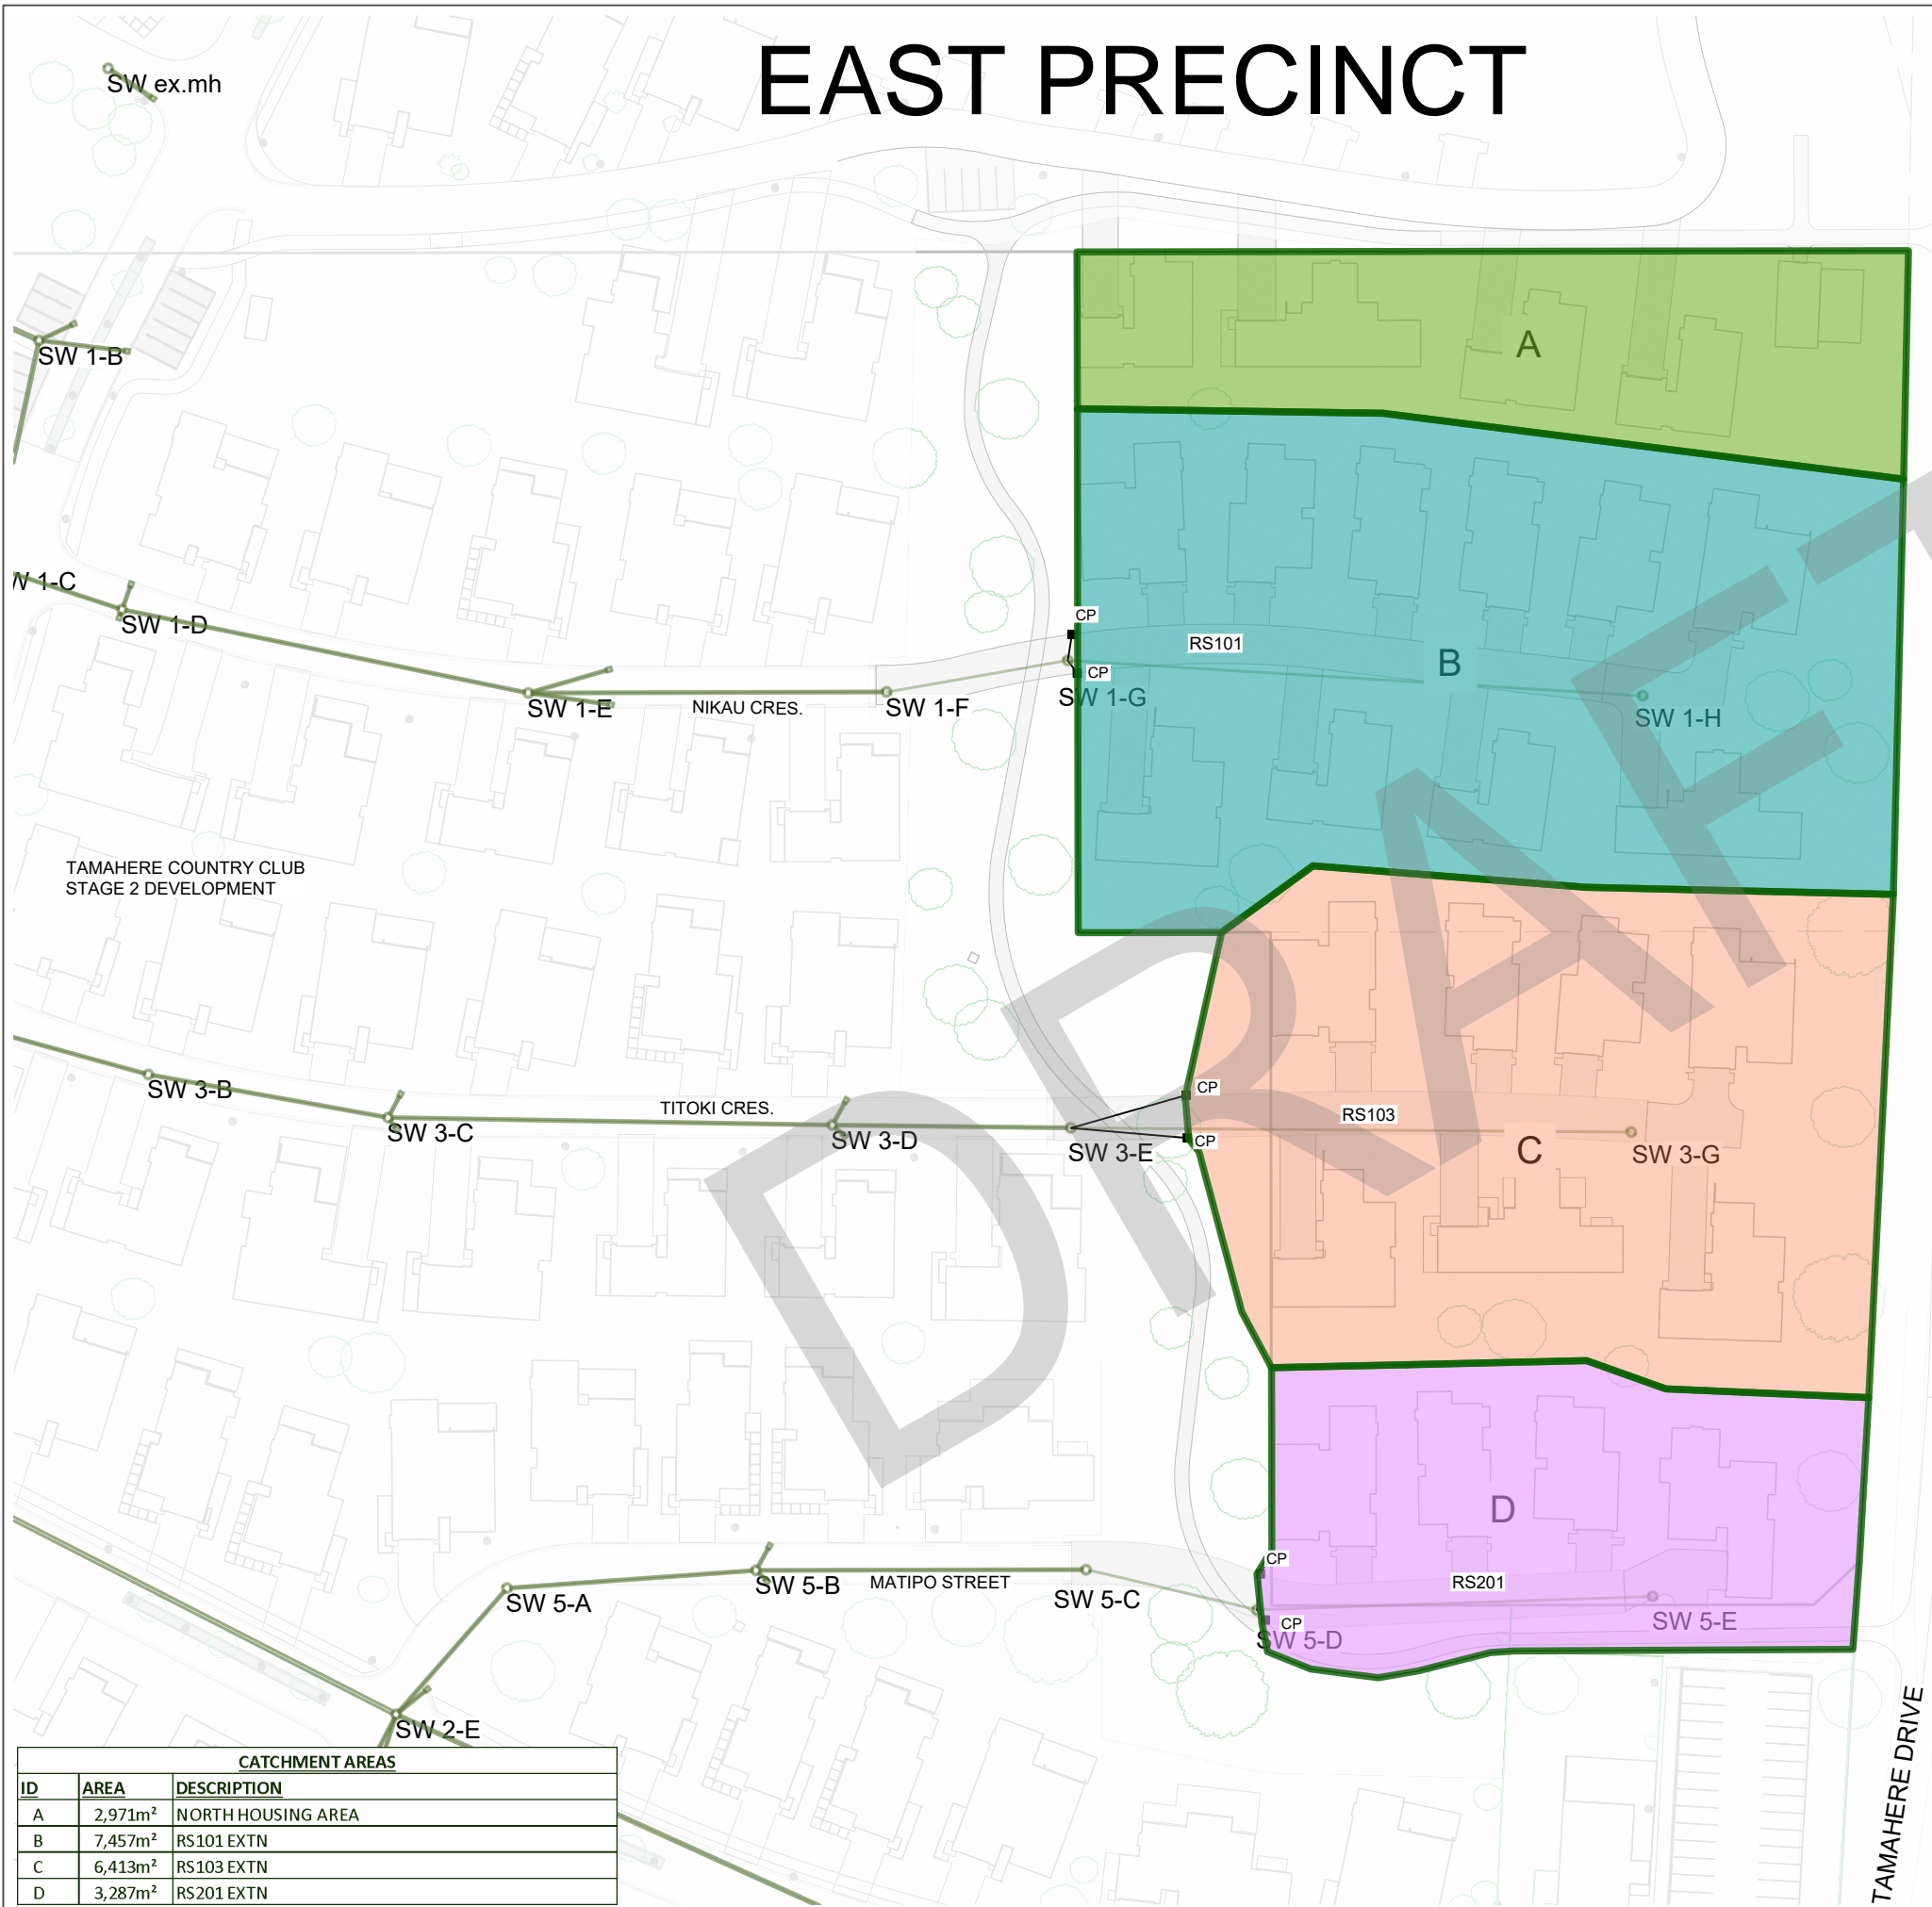 EAST PRECINCT
SW ex.mh
A
SW 1-B
W 1-C
SW 1-D
CP
RS101
B
CP
SW 1-E
NIKAU CRES.
SW 1-F
SW 1-G
SW 1-H
TAMAHERE COUNTRY CLUB
STAGE 2 DEVELOPMENT
DRAFT
SW 3-B
CP
TITOKI CRES.
RS103
SW 3-C
SW 3-D
CP
SW 3-E
C
SW 3-G
D
CP
SW 5-A
SW 5-B
MATIPO STREET
SW 5-C
RS201
CP
SW 5-D
SW 5-E
SW 2-E
TAMAHERE DRIVE
CATCHMENT AREAS
ID AREA DESCRIPTION
A 2,971m² NORTH HOUSING AREA
B 7,457m² RS101 EXTN
C 6,413m² RS103 EXTN
D 3,287m² RS201 EXTN